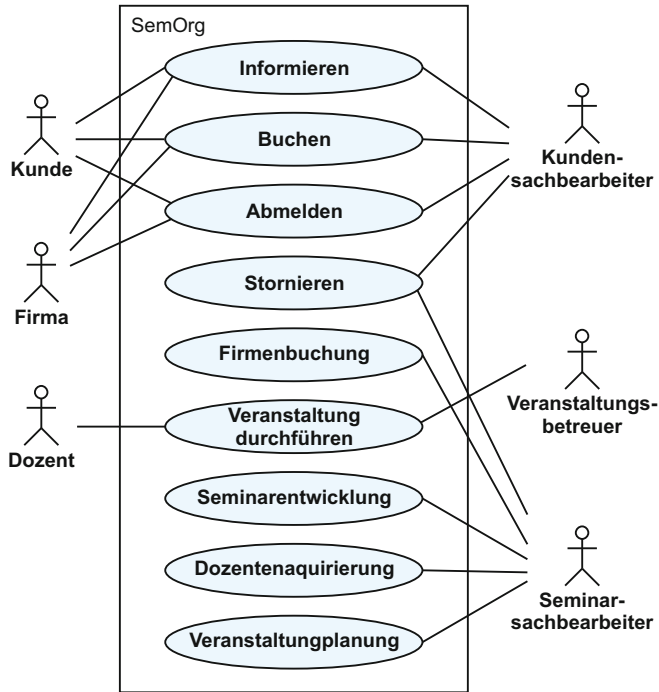 SemOrg
Informieren
Buchen
Abmelden
Stornieren
Firmenbuchung
Veranstaltung
durchführen
Seminarentwicklung
Dozentenaquirierung
Veranstaltungplanung
Kunde
Firma
Dozent
Kunden-
sachbearbeiter
Veranstaltungs-
betreuer
Seminar-
sachbearbeiter